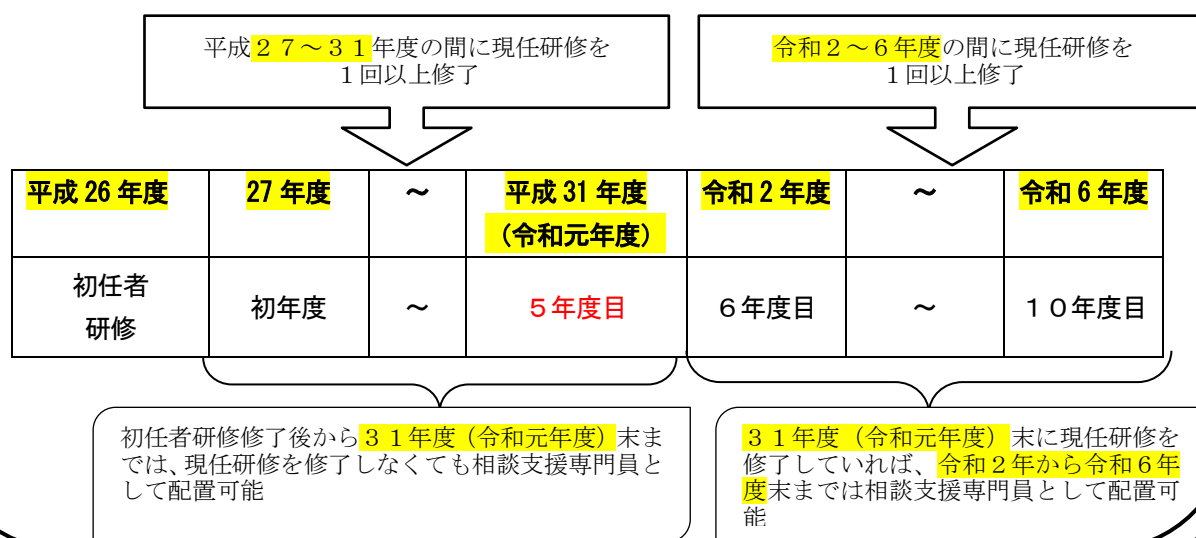 平成２７～３１年度の間に現任研修を
１回以上修了
令和２～６年度の間に現任研修を
１回以上修了
平成 26 年度
27 年度
～
平成 31 年度
（令和元年度）
令和 2 年度
～
令和 6 年度
初任者
研修
初年度
～
５年度目
６年度目
～
１０年度目
初任者研修修了後から３１年度（令和元年度）末ま
では、現任研修を修了しなくても相談支援専門員と
して配置可能
３１年度（令和元年度）末に現任研修を
修了していれば、令和２年から令和６年
度末までは相談支援専門員として配置可
能